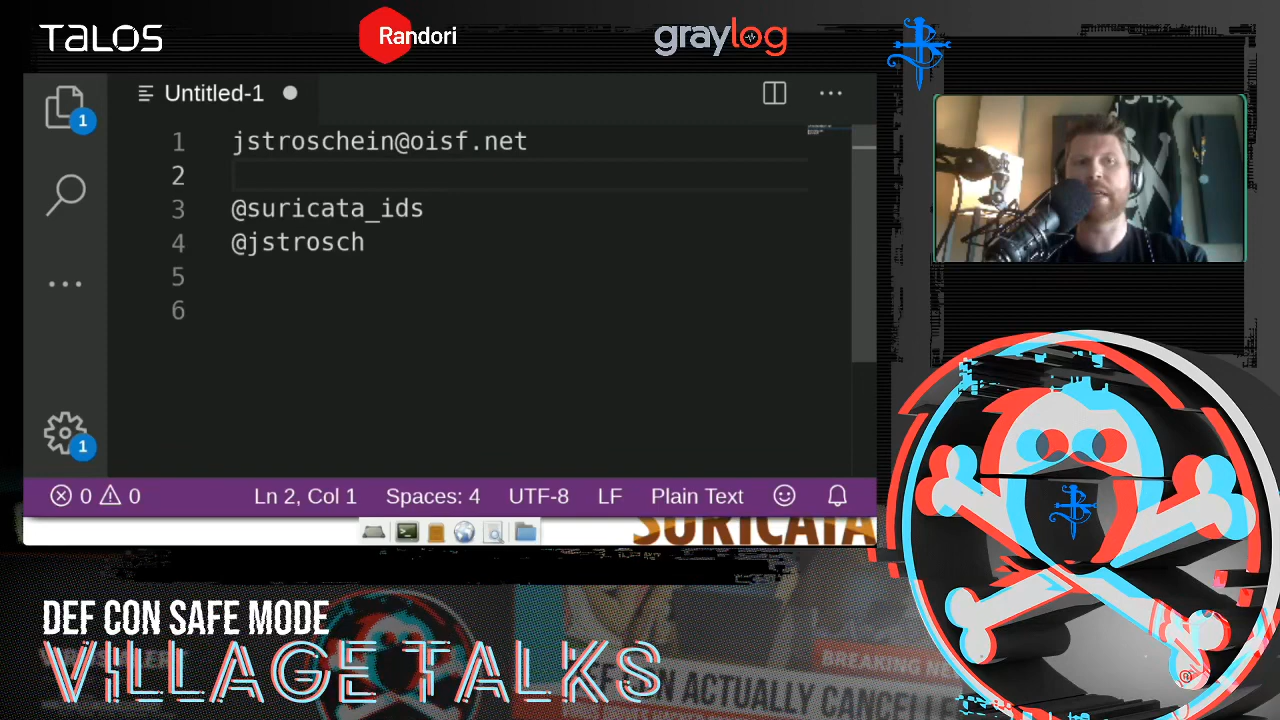 TALOS
Randori
graylog
1
Untitled-1
1 jstroschein@oisf.net
2
3 @suricata_ids
4 @jstrosch
5
6
1
0 0
Ln 2, Col 1 Spaces: 4 UTF-8 LF Plain Text
SURICATA
DEF CON SAFE MODE
VILLAGE TALKS
BREAKING NE
CON ACTUALLY CANCELLE
®